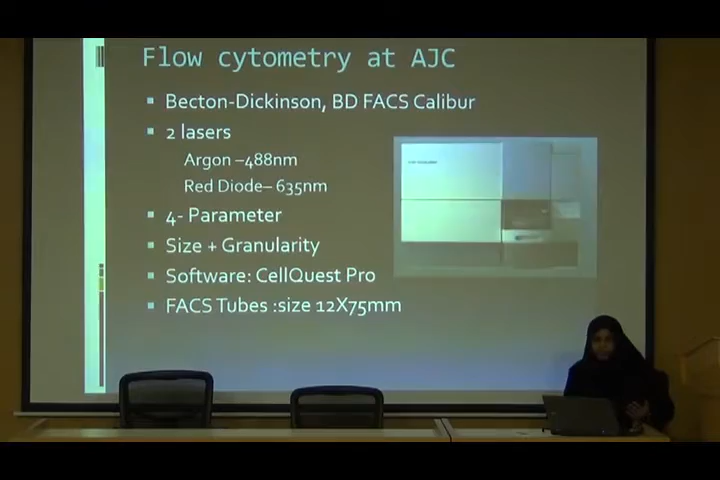 Flow cytometry at AJC
Becton-Dickinson, BD FACS Calibur
2 lasers
Argon –488nm
Red Diode– 635nm
4- Parameter
Size + Granularity
Software: CellQuest Pro
FACS Tubes :size 12X75mm